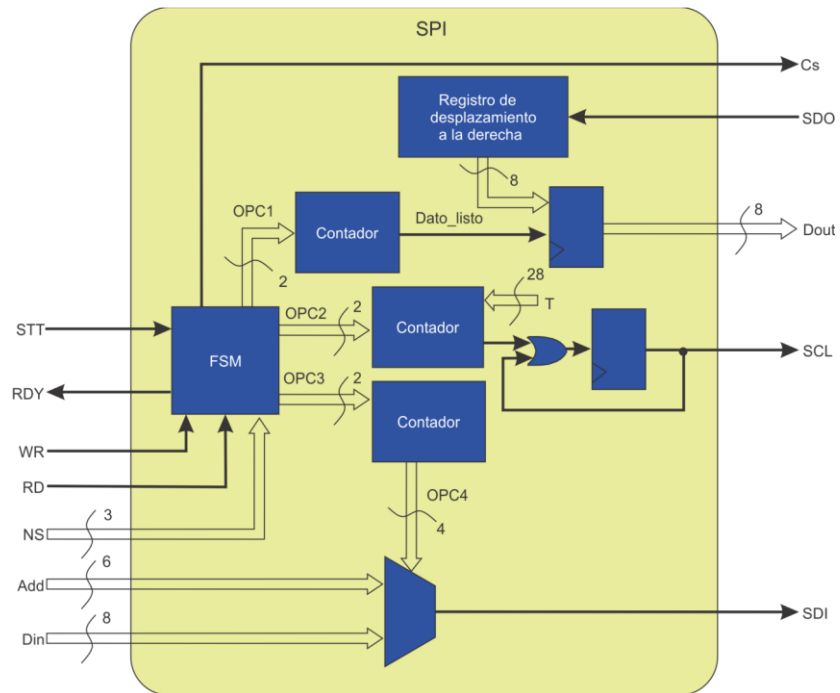 SPI
Cs
Registro de
desplazamiento
a la derecha
SDO
8
OPC1
Contador
Dato_listo
8
Dout
2
28
T
STT
FSM
OPC2
2
Contador
SCL
RDY
OPC3
2
Contador
WR
RD
OPC4
4
NS
3
Add
6
Din
8
SDI